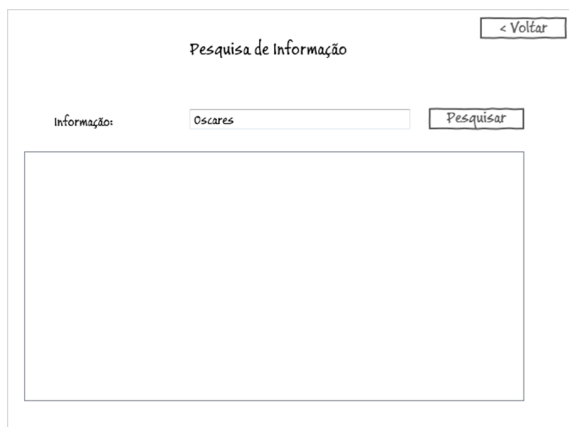 < Voltar
Pesquisa de Informação
Informação: Oscares Pesquisar